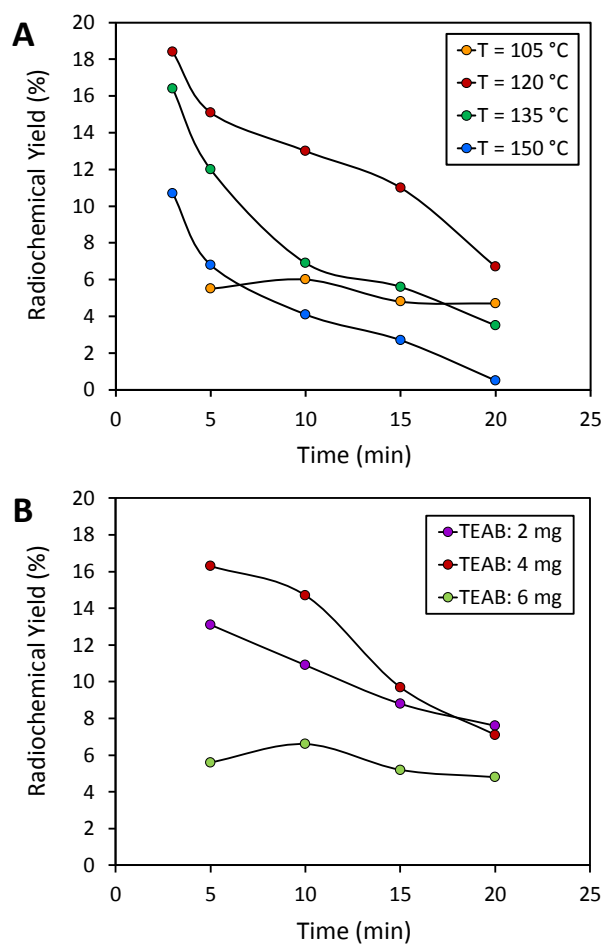 A
Radiochemical Yield (%)
20
18
16
14
12
10
8
6
4
2
0
T = 105 °C
T = 120 °C
T = 135 °C
T = 150 °C
0 5 10 15 20 25
Time (min)
B
Radiochemical Yield (%)
20
18
16
14
12
10
8
6
4
2
0
TEAB: 2 mg
TEAB: 4 mg
TEAB: 6 mg
0 5 10 15 20 25
Time (min)